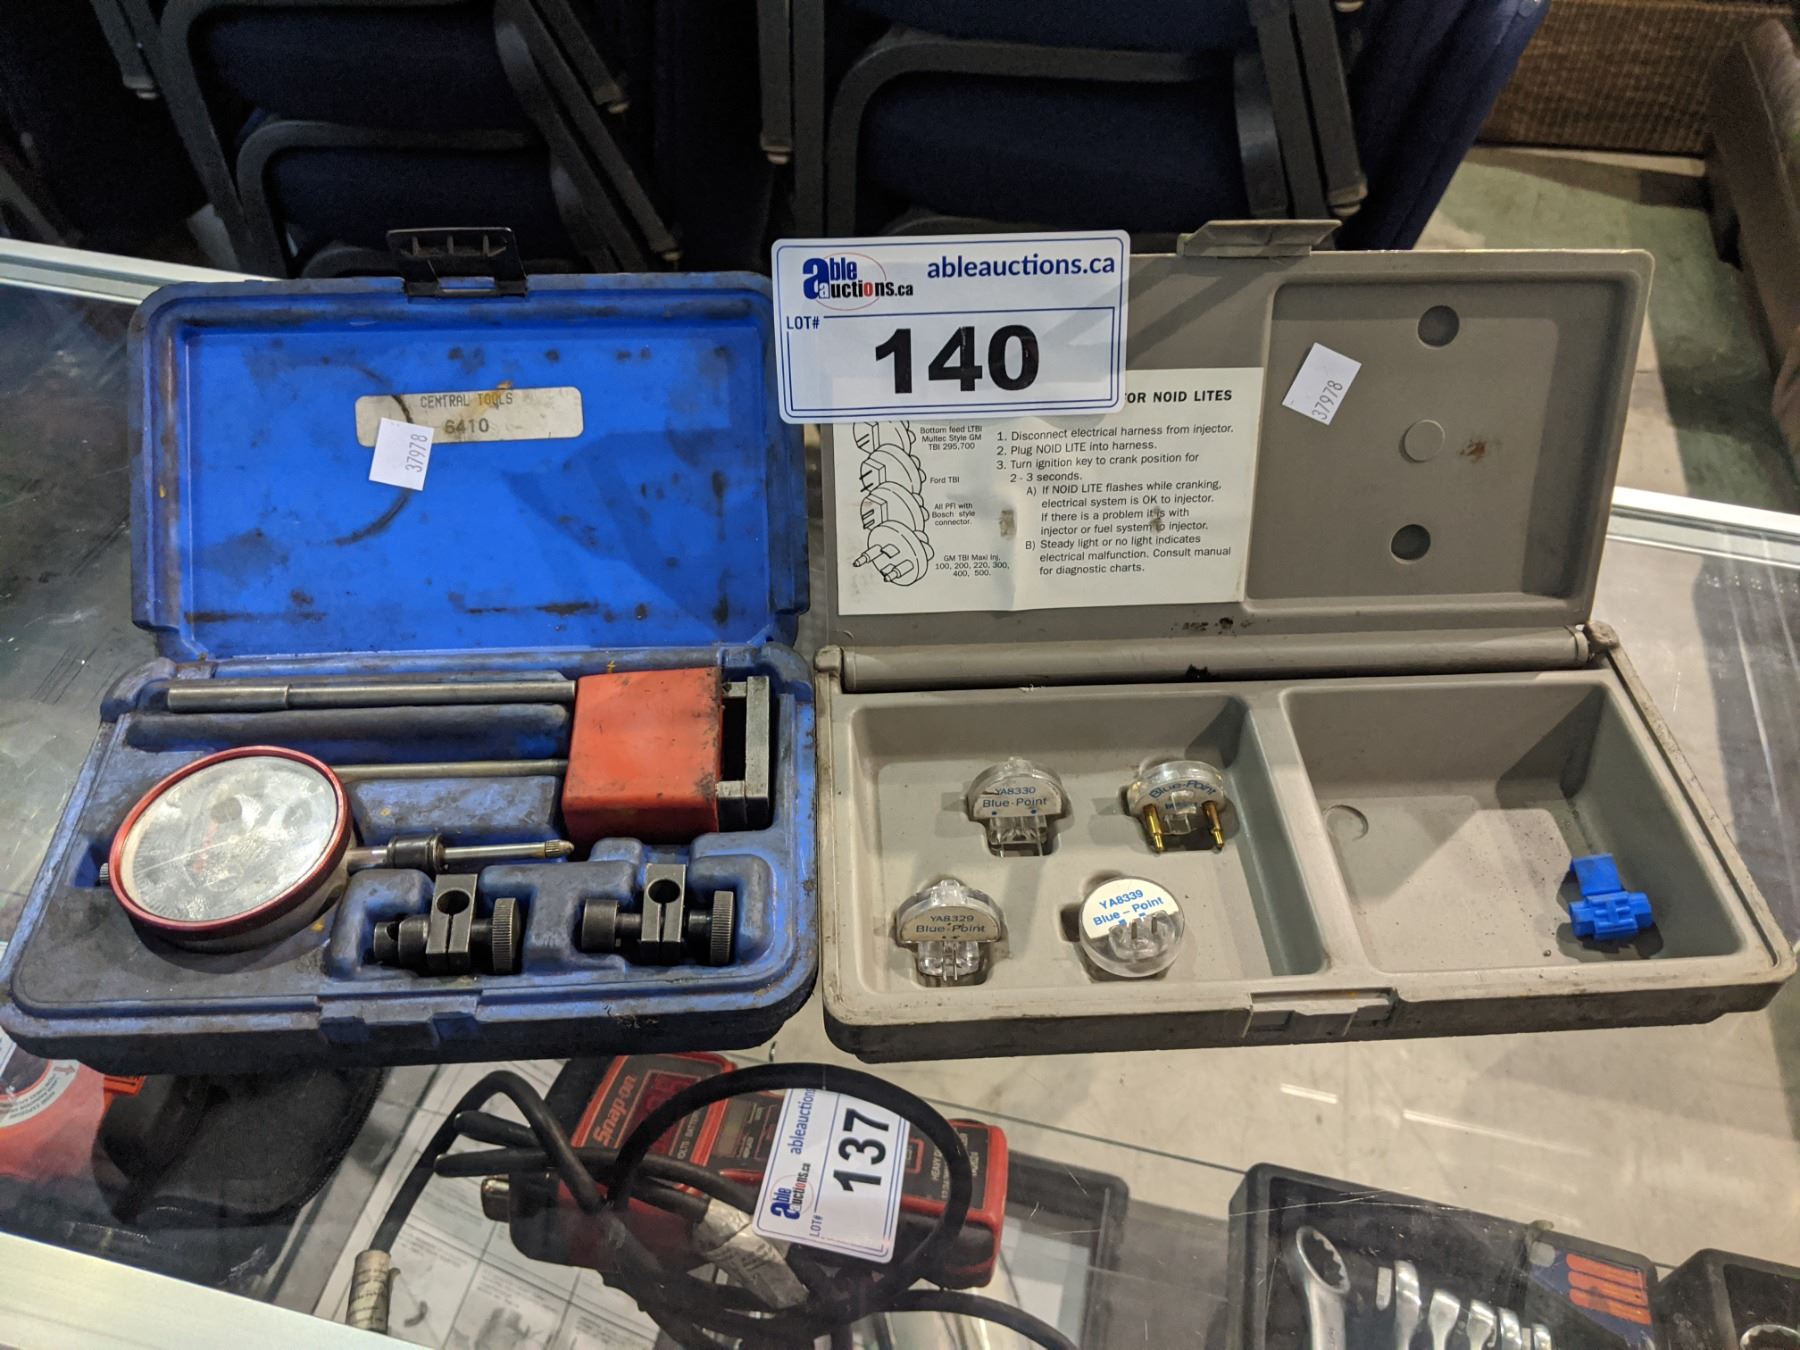 able auctions.ca
ableauctions.ca
LOT#
140
CENTRAL TOOLS
6410
37978
37978
FOR NOID LITES
Bottom feed LTBI
Multec Style GM
TBI 295,700
Ford TBI
All PFI with
Bosch style
connector.
GM TBI Maxi Inj.
100, 200, 220, 300,
400, 500.
1. Disconnect electrical harness from injector.
2. Plug NOID LITE into harness.
3. Turn ignition key to crank position for
2 - 3 seconds.
A) If NOID LITE flashes while cranking,
electrical system is OK to injector.
If there is a problem it is with
injector or fuel system to injector.
B) Steady light or no light indicates
electrical malfunction. Consult manual
for diagnostic charts.
YA8330
Blue-Point
Blue-Point
YA8329
Blue-Point
YA8339
Blue-Point
Snap-on
VOLTS BATTERY
HEAVY
able auctions.ca
ableauctions
LOT#
137